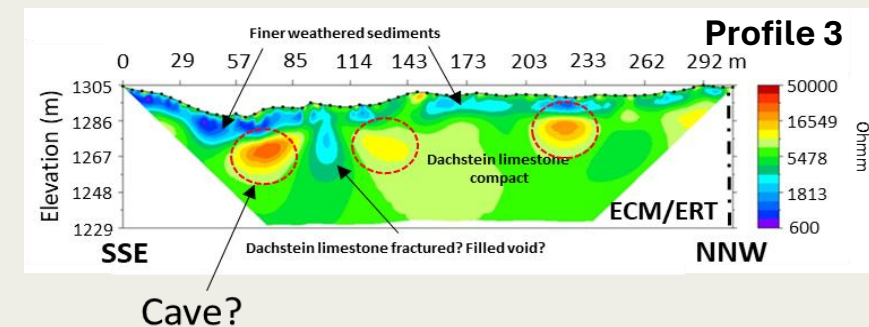 Profile 3
Finer weathered sediments
0 29 57 85 114 143 173 203 233 262 292 m
Elevation (m)
1305
1286
1267
1248
1229
50000
16549
5478
1813
600
Ohmm
Dachstein limestone
compact
ECM/ERT
SSE
Dachstein limestone fractured? Filled void?
NNW
Cave?